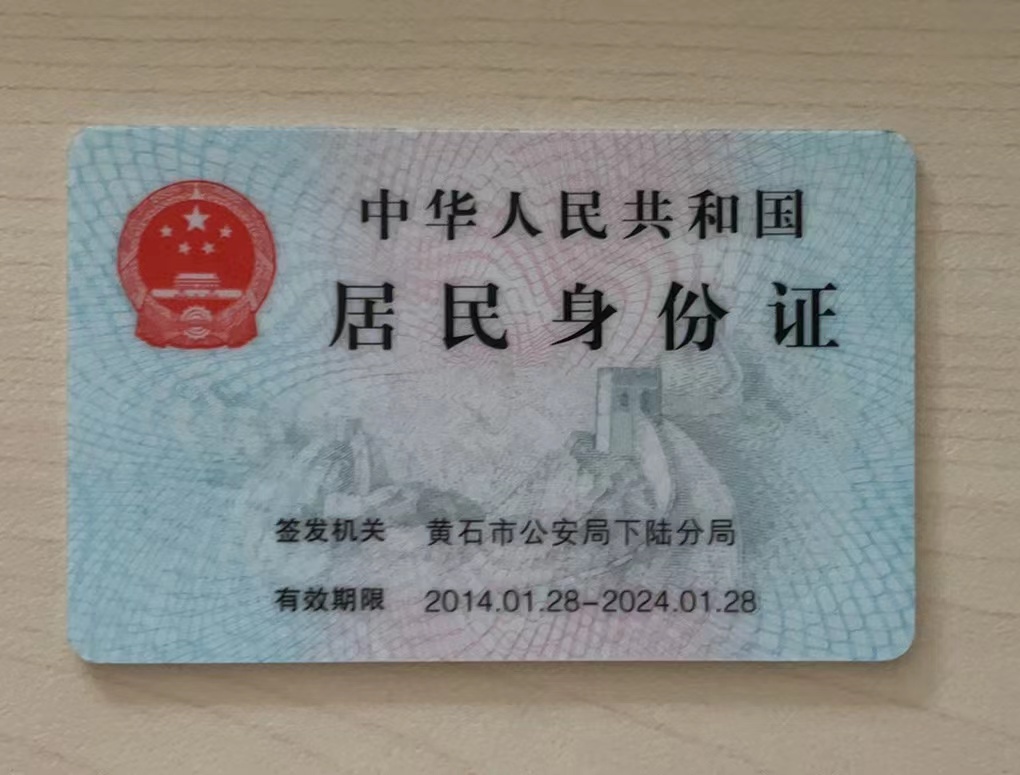 中华人民共和国
居民身份证
签发机关 黄石市公安局下陆分局
有效期限 2014.01.28-2024.01.28